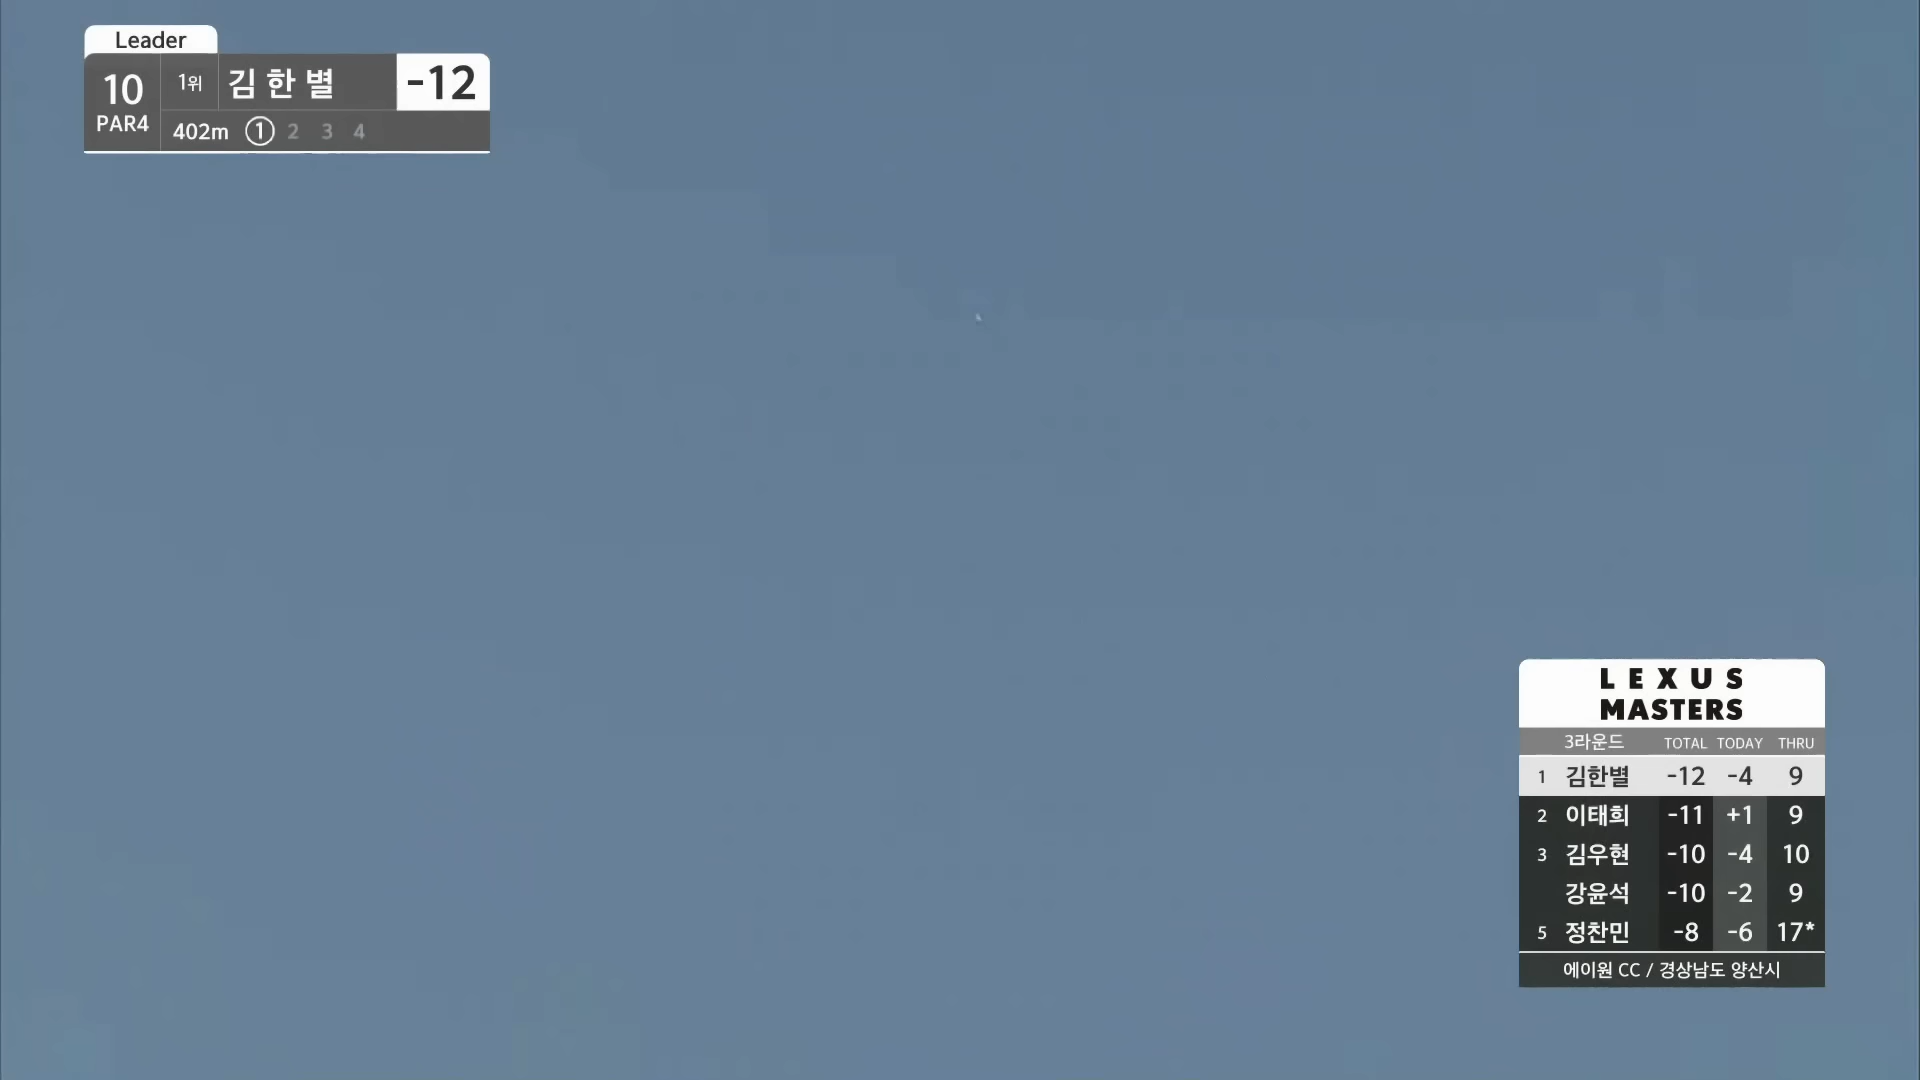 Leader
10 1위 김한별 -12
PAR4 402m 1 2 3 4
LEXUS
MASTERS
3라운드 TOTAL TODAY THRU
1 김한별 -12 -4 9
2 이태희 -11 +1 9
3 김우현 -10 -4 10
강윤석 -10 -2 9
5 정찬민 -8 -6 17*
에이원 CC / 경상남도 양산시